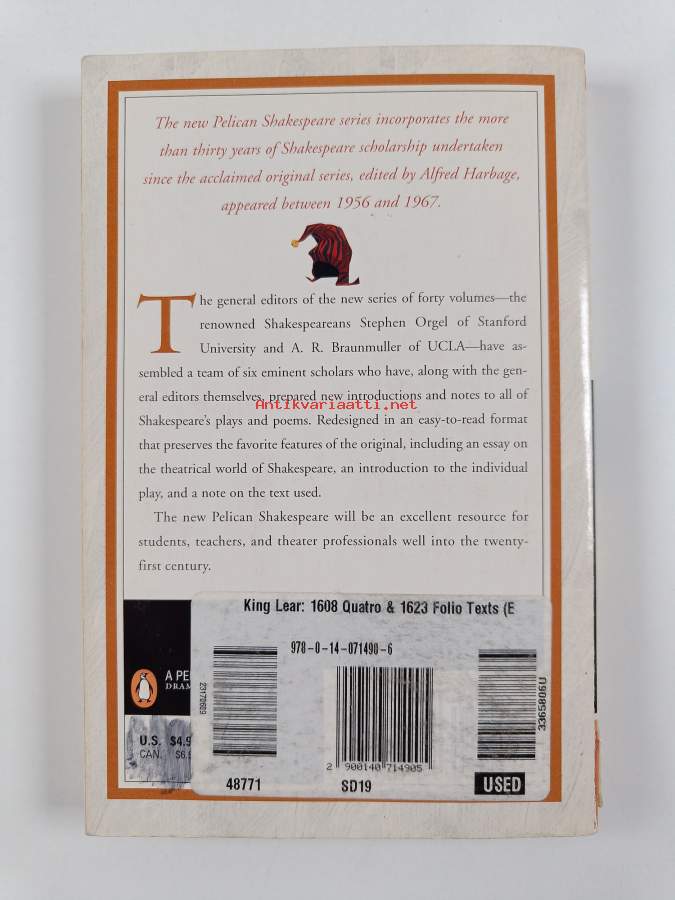 The new Pelican Shakespeare series incorporates the more
than thirty years of Shakespeare scholarship undertaken
since the acclaimed original series, edited by Alfred Harbage,
appeared between 1956 and 1967.
The general editors of the new series of forty volumes—the
renowned Shakespeareans Stephen Orgel of Stanford
University and A. R. Braunmuller of UCLA—have as-
sembled a team of six eminent scholars who have, along with the gen-
eral editors themselves, prepared new introductions and notes to all of
Antikvariaatti.net
Shakespeare's plays and poems. Redesigned in an easy-to-read format
that preserves the favorite features of the original, including an essay on
the theatrical world of Shakespeare, an introduction to the individual
play, and a note on the text used.
The new Pelican Shakespeare will be an excellent resource for
students, teachers, and theater professionals well into the twenty-
first century.
King Lear: 1608 Quatro & 1623 Folio Texts (E
978-0-14-071490-6
A PE
DRAM
23178689
3365806U
U.S. $4.9
CAN. $6.9
2 900140 714905
48771
SD19
USED